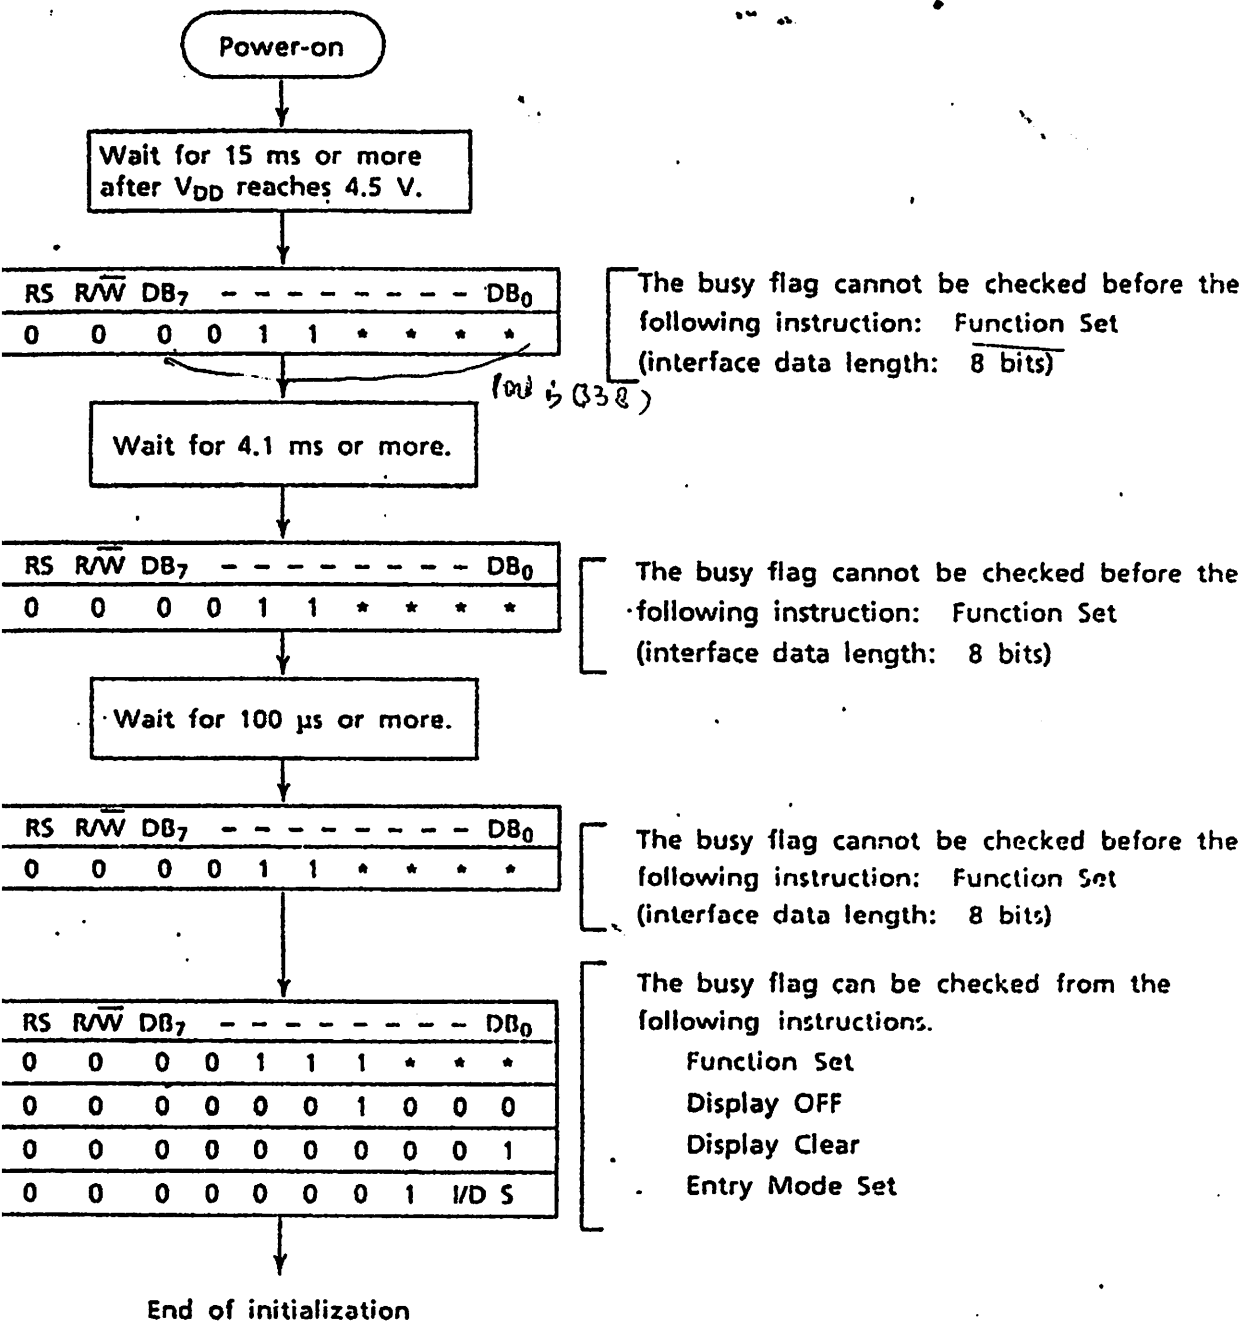 Power-on
Wait for 15 ms or more
after VDD reaches 4.5 V.
RS R/W̅ DB7 - - - - - - - - DB0
0 0 0 0 1 1 * * * *
The busy flag cannot be checked before the
following instruction: Function Set
(interface data length: 8 bits)
Wait for 4.1 ms or more.
RS R/W̅ DB7 - - - - - - - - DB0
0 0 0 0 1 1 * * * *
The busy flag cannot be checked before the
following instruction: Function Set
(interface data length: 8 bits)
Wait for 100 μs or more.
RS R/W̅ DB7 - - - - - - - - DB0
0 0 0 0 1 1 * * * *
The busy flag cannot be checked before the
following instruction: Function Set
(interface data length: 8 bits)
The busy flag can be checked from the
following instructions.
RS R/W̅ DB7 - - - - - - - - DB0
0 0 0 0 1 1 1 * * *
Function Set
0 0 0 0 0 0 1 0 0 0
Display OFF
0 0 0 0 0 0 0 0 0 1
Display Clear
0 0 0 0 0 0 0 1 I/D S
Entry Mode Set
End of initialization